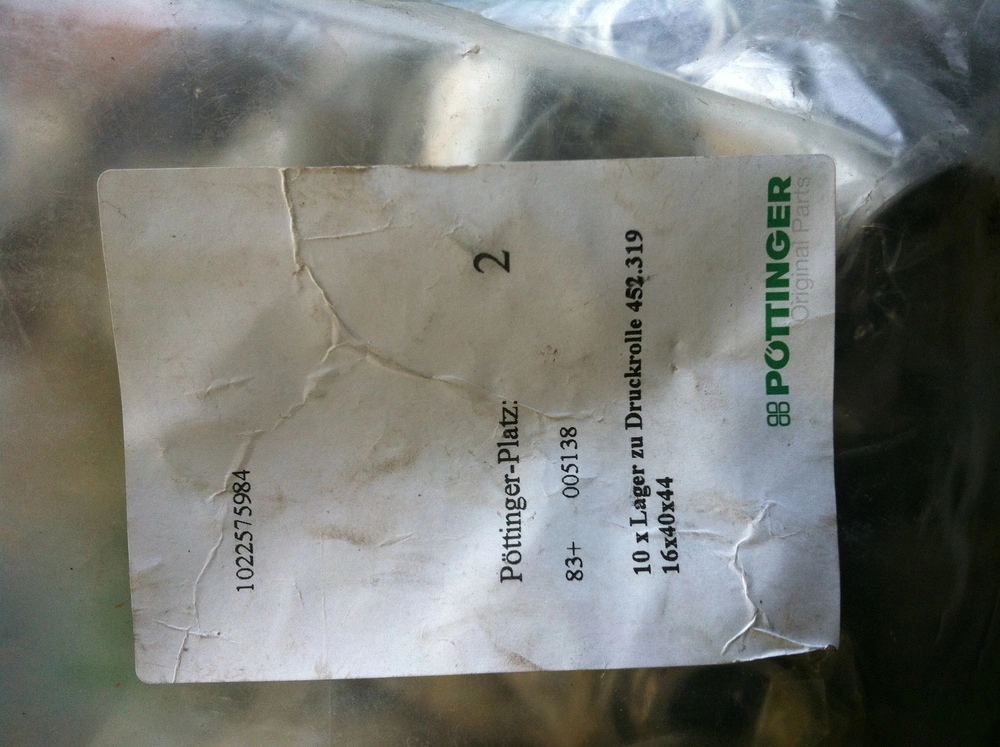 PÖTTINGER
Original Parts
10 x Lager zu Druckrolle 452.319
16x40x44
83+ 005138
Pöttinger-Platz: 2
1022575984